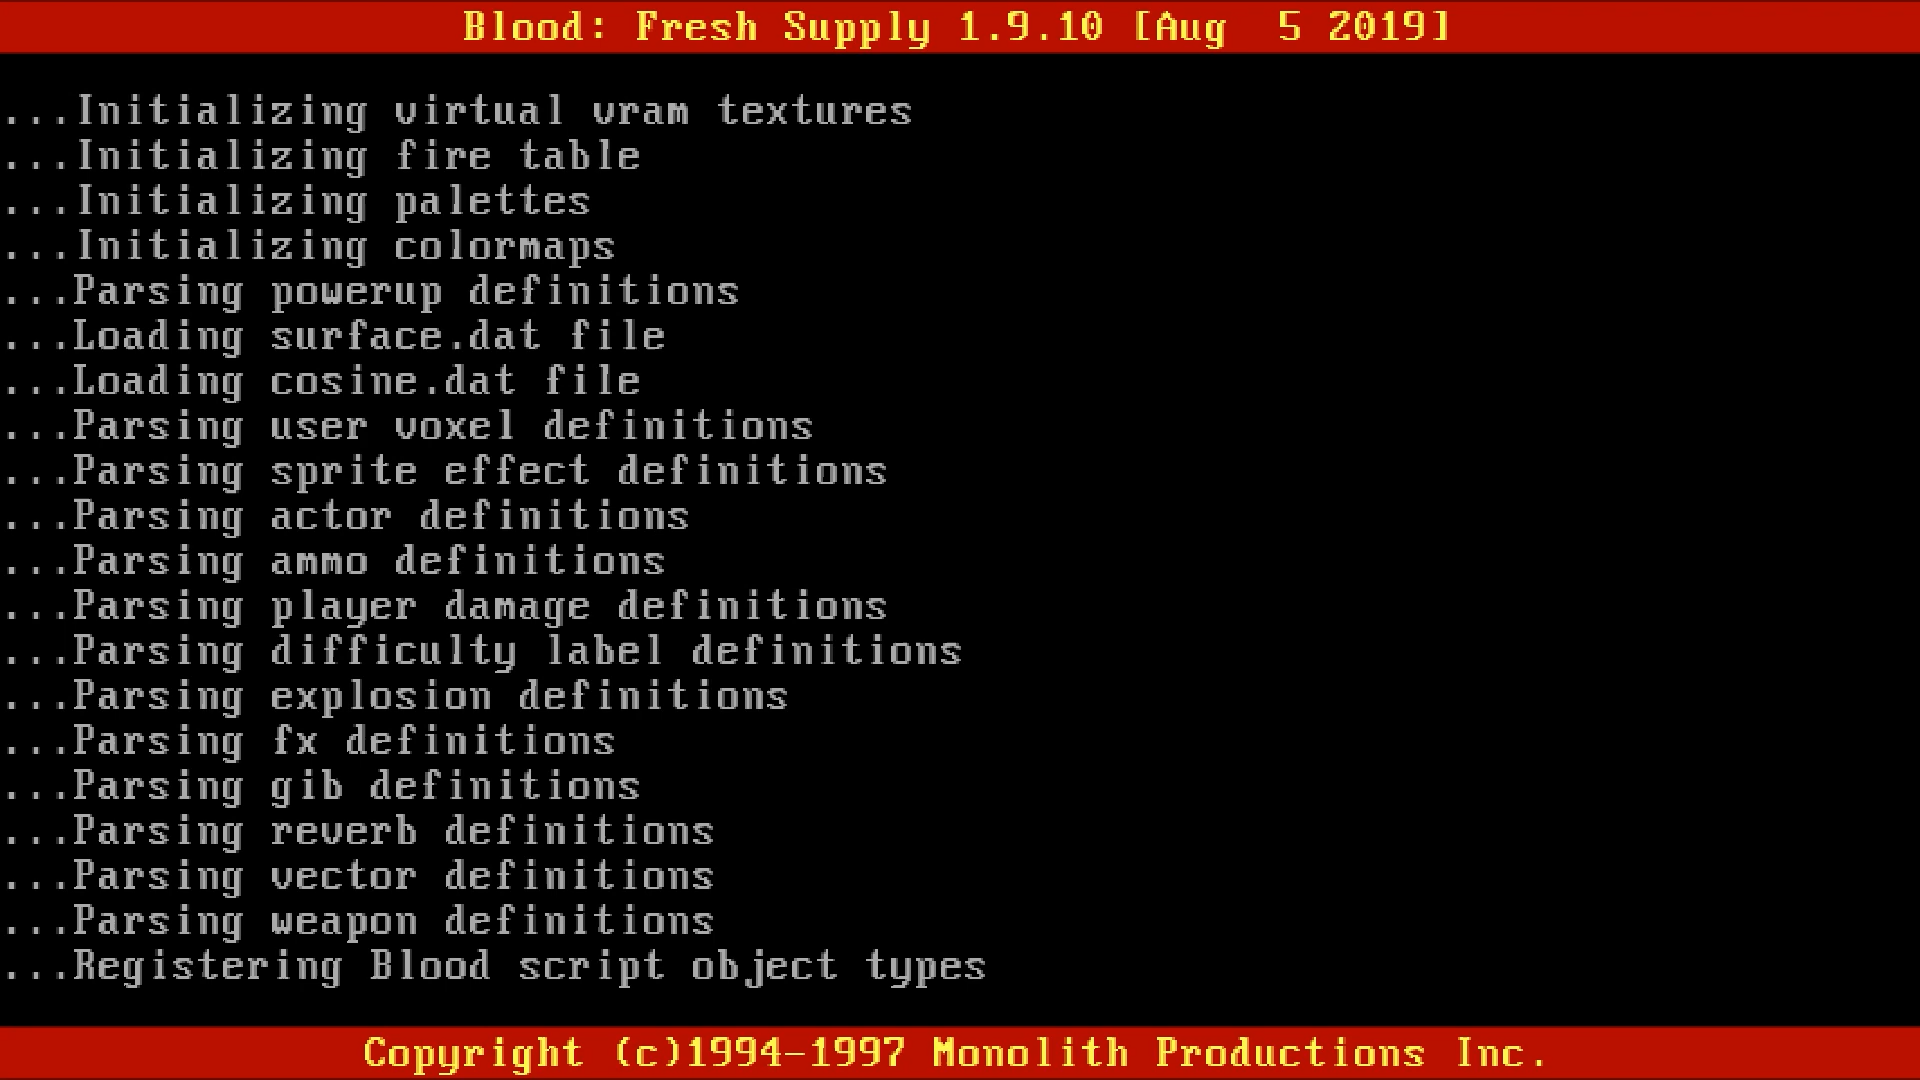 Blood: Fresh Supply 1.9.10 [Aug  5 2019]
...Initializing virtual vram textures
...Initializing fire table
...Initializing palettes
...Initializing colormaps
...Parsing powerup definitions
...Loading surface.dat file
...Loading cosine.dat file
...Parsing user voxel definitions
...Parsing sprite effect definitions
...Parsing actor definitions
...Parsing ammo definitions
...Parsing player damage definitions
...Parsing difficulty label definitions
...Parsing explosion definitions
...Parsing fx definitions
...Parsing gib definitions
...Parsing reverb definitions
...Parsing vector definitions
...Parsing weapon definitions
...Registering Blood script object types
Copyright (c)1994-1997 Monolith Productions Inc.